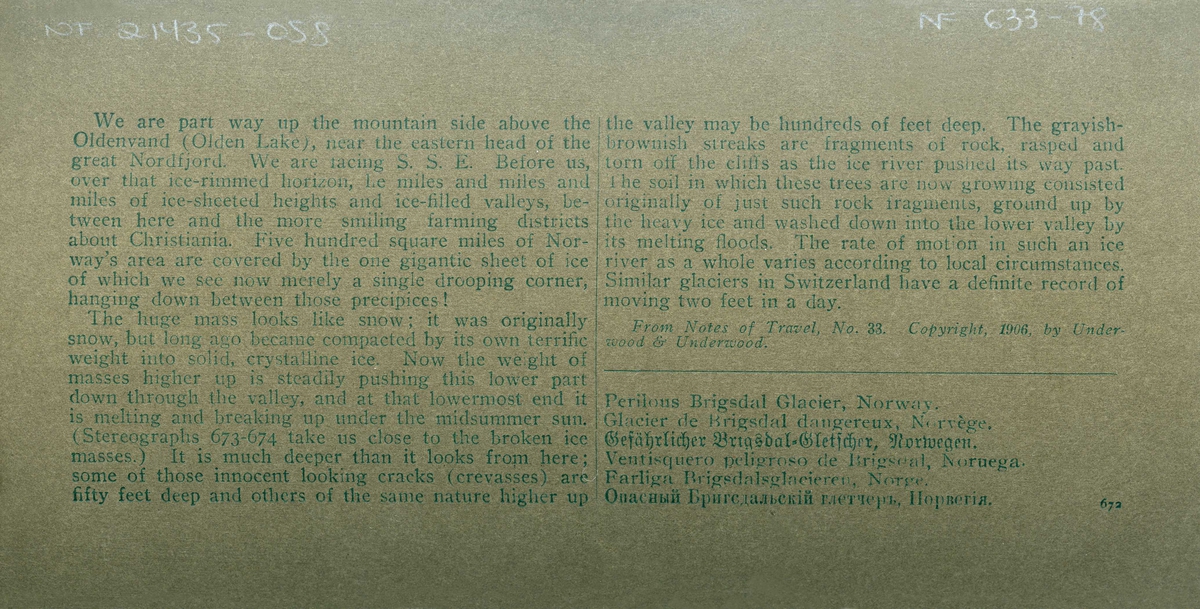 NF 21435-058
NF 633-78
We are part way up the mountain side above the
Oldenvand (Olden Lake), near the eastern head of the
great Nordfjord. We are facing S. S. E. Before us,
over that ice-rimmed horizon, lie miles and miles and
miles of ice-sheeted heights and ice-filled valleys, be-
tween here and the more smiling farming districts
about Christiania. Five hundred square miles of Nor-
way's area are covered by the one gigantic sheet of ice
of which we see now merely a single drooping corner,
hanging down between those precipices!
The huge mass looks like snow; it was originally
snow, but long ago became compacted by its own terrific
weight into solid, crystalline ice. Now the weight of
masses higher up is steadily pushing this lower part
down through the valley, and at that lowermost end it
is melting and breaking up under the midsummer sun.
(Stereographs 673-674 take us close to the broken ice
masses.) It is much deeper than it looks from here;
some of those innocent looking cracks (crevasses) are
fifty feet deep and others of the same nature higher up
the valley may be hundreds of feet deep. The grayish-
brownish streaks are fragments of rock, rasped and
torn off the cliffs as the ice river pushed its way past.
The soil in which these trees are now growing consisted
originally of just such rock fragments, ground up by
the heavy ice and washed down into the lower valley by
its melting floods. The rate of motion in such an ice
river as a whole varies according to local circumstances.
Similar glaciers in Switzerland have a definite record of
moving two feet in a day.
From Notes of Travel, No. 33. Copyright, 1906, by Under-
wood & Underwood.
Perilous Brigsdal Glacier, Norway.
Glacier de Brigsdal dangereux, Norvège.
Gefährlicher Brigsdal-Gletscher, Norwegen.
Ventisquero peligroso de Brigsdal, Noruega.
Farliga Brigsdalsglacieren, Norge.
Опасный Бригсдальскій глетчеръ, Норвегія.
672